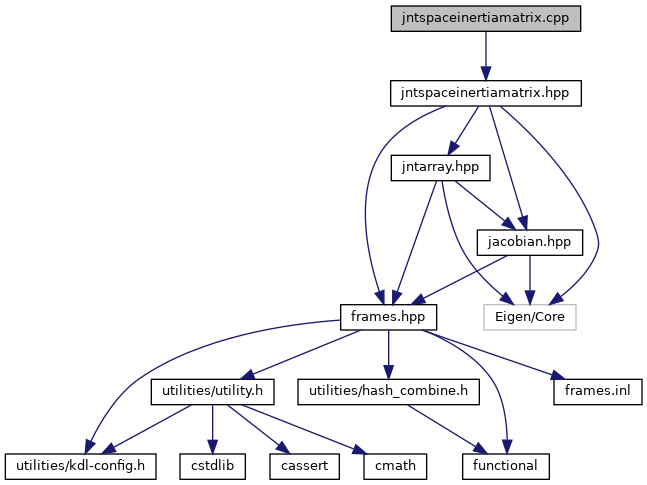 jntspaceinertiamatrix.cpp
jntspaceinertiamatrix.hpp
jntarray.hpp
jacobian.hpp
frames.hpp
Eigen/Core
utilities/utility.h
utilities/hash_combine.h
frames.inl
utilities/kdl-config.h
cstdlib
cassert
cmath
functional